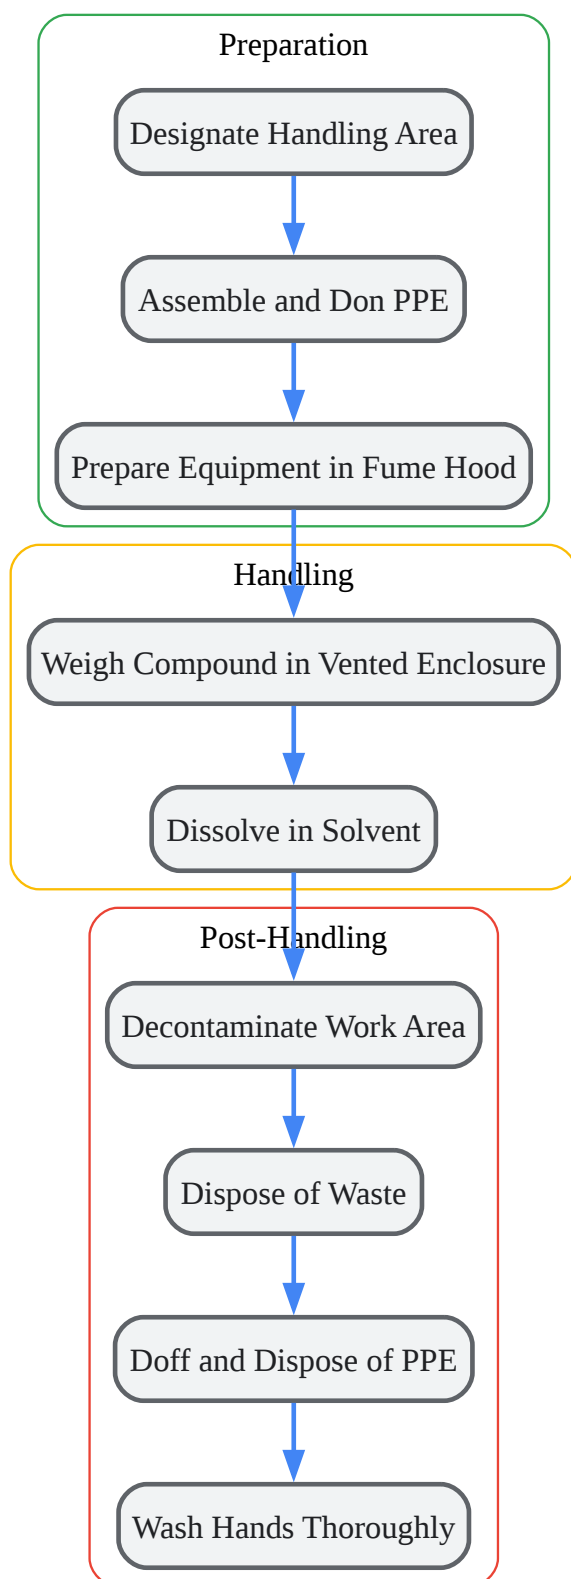 Preparation
Designate Handling Area
Assemble and Don PPE
Prepare Equipment in Fume Hood
Handling
Weigh Compound in Vented Enclosure
Dissolve in Solvent
Post-Handling
Decontaminate Work Area
Dispose of Waste
Doff and Dispose of PPE
Wash Hands Thoroughly